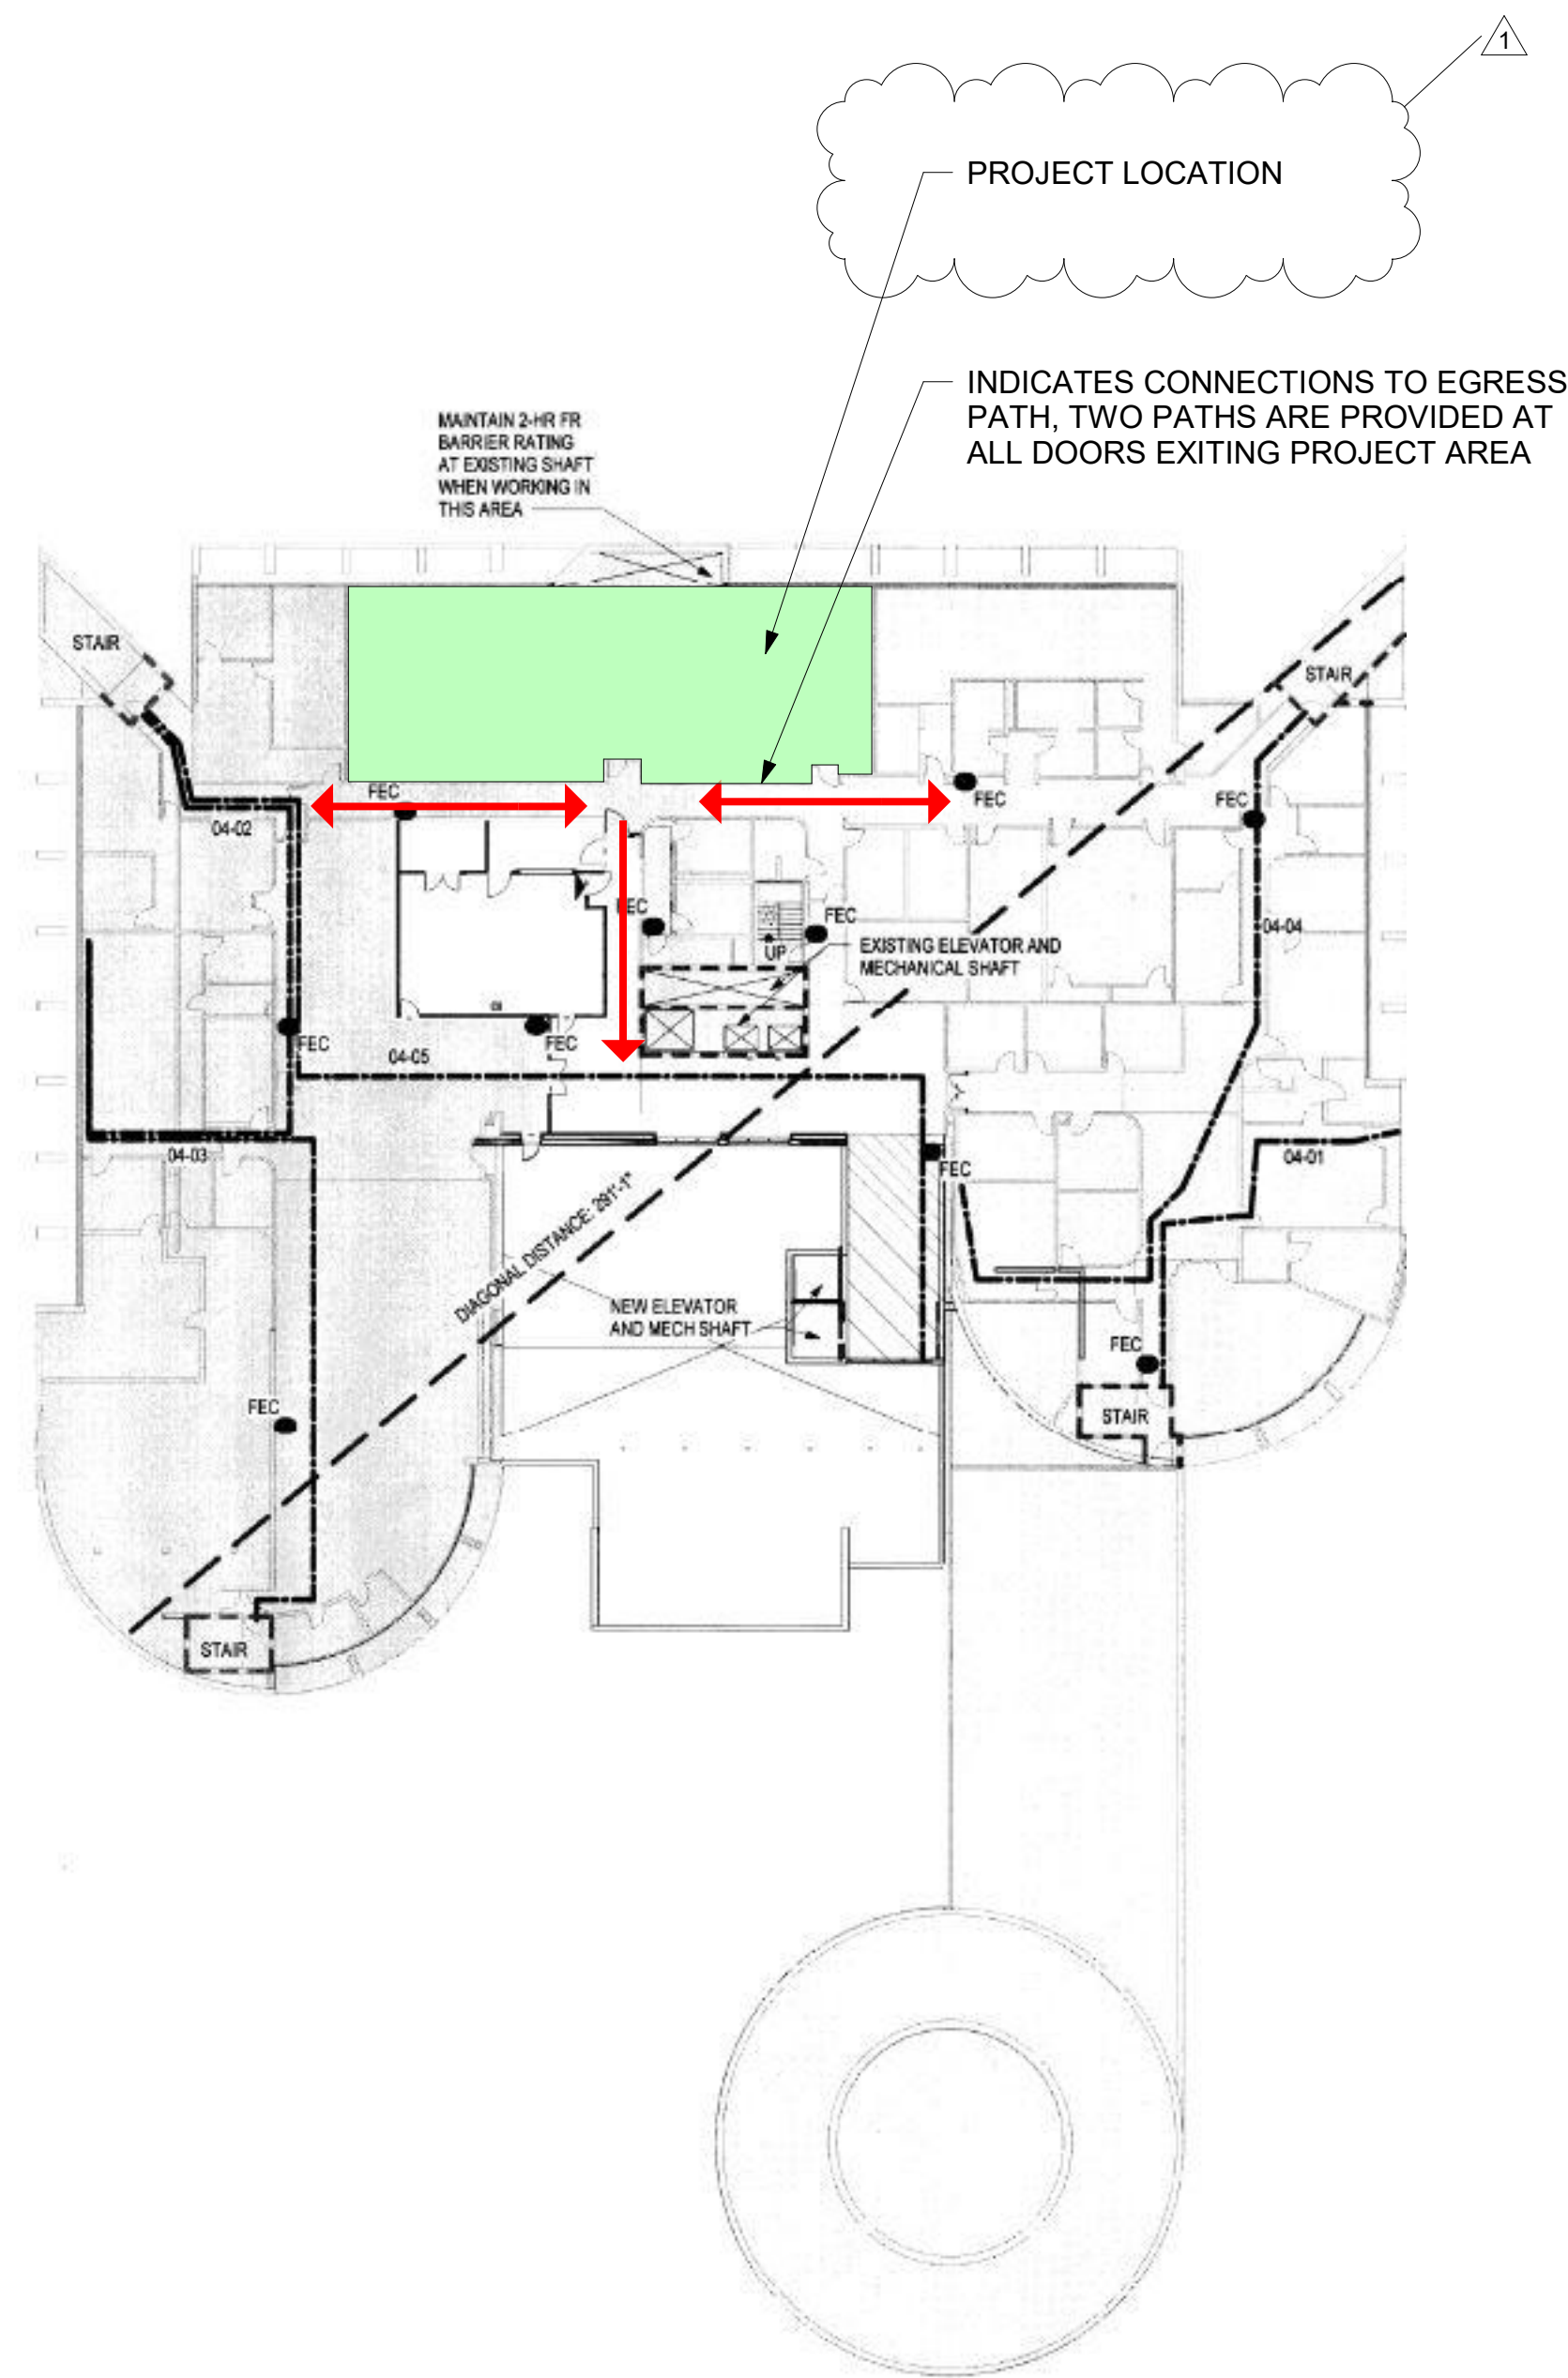 1
PROJECT LOCATION
INDICATES CONNECTIONS TO EGRESS
PATH, TWO PATHS ARE PROVIDED AT
ALL DOORS EXITING PROJECT AREA
MAINTAIN 2-HR FR
BARRIER RATING
AT EXISTING SHAFT
WHEN WORKING IN
THIS AREA
STAIR
STAIR
FEC
FEC
FEC
04-02
FEC
FEC
UP
04-04
EXISTING ELEVATOR AND
MECHANICAL SHAFT
FEC
FEC
04-05
04-03
FEC
04-01
DIAGONAL DISTANCE: 291'-1"
NEW ELEVATOR
AND MECH SHAFT
FEC
FEC
STAIR
STAIR